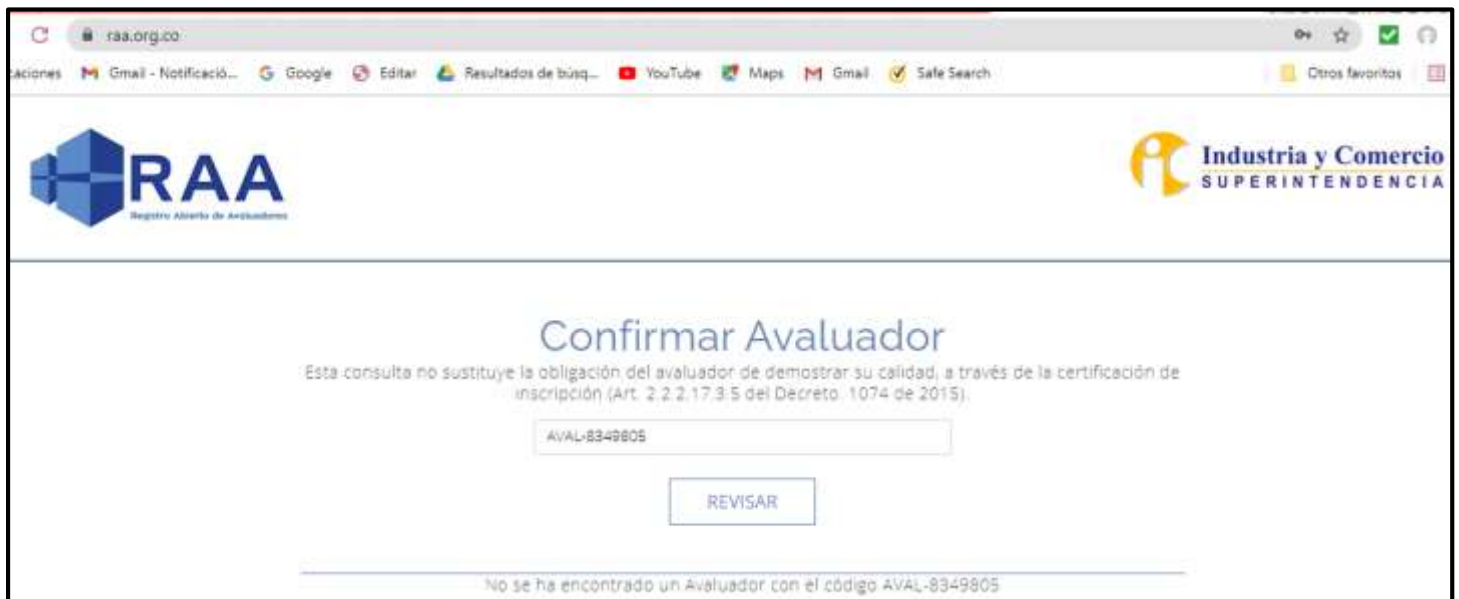 raa.org.co
aciones Gmail - Notificació... Google Editar Resultados de búsq... YouTube Maps Gmail Safe Search Otros favoritos
RAA
Registro Abierto de Avaluadores
Industria y Comercio
SUPERINTENDENCIA
Confirmar Avaluador
Esta consulta no sustituye la obligación del avaluador de demostrar su calidad, a través de la certificación de
inscripción (Art. 2.2.2.17.3.5 del Decreto 1074 de 2015).
AVAL-8349805
REVISAR
No se ha encontrado un Avaluador con el código AVAL-8349805